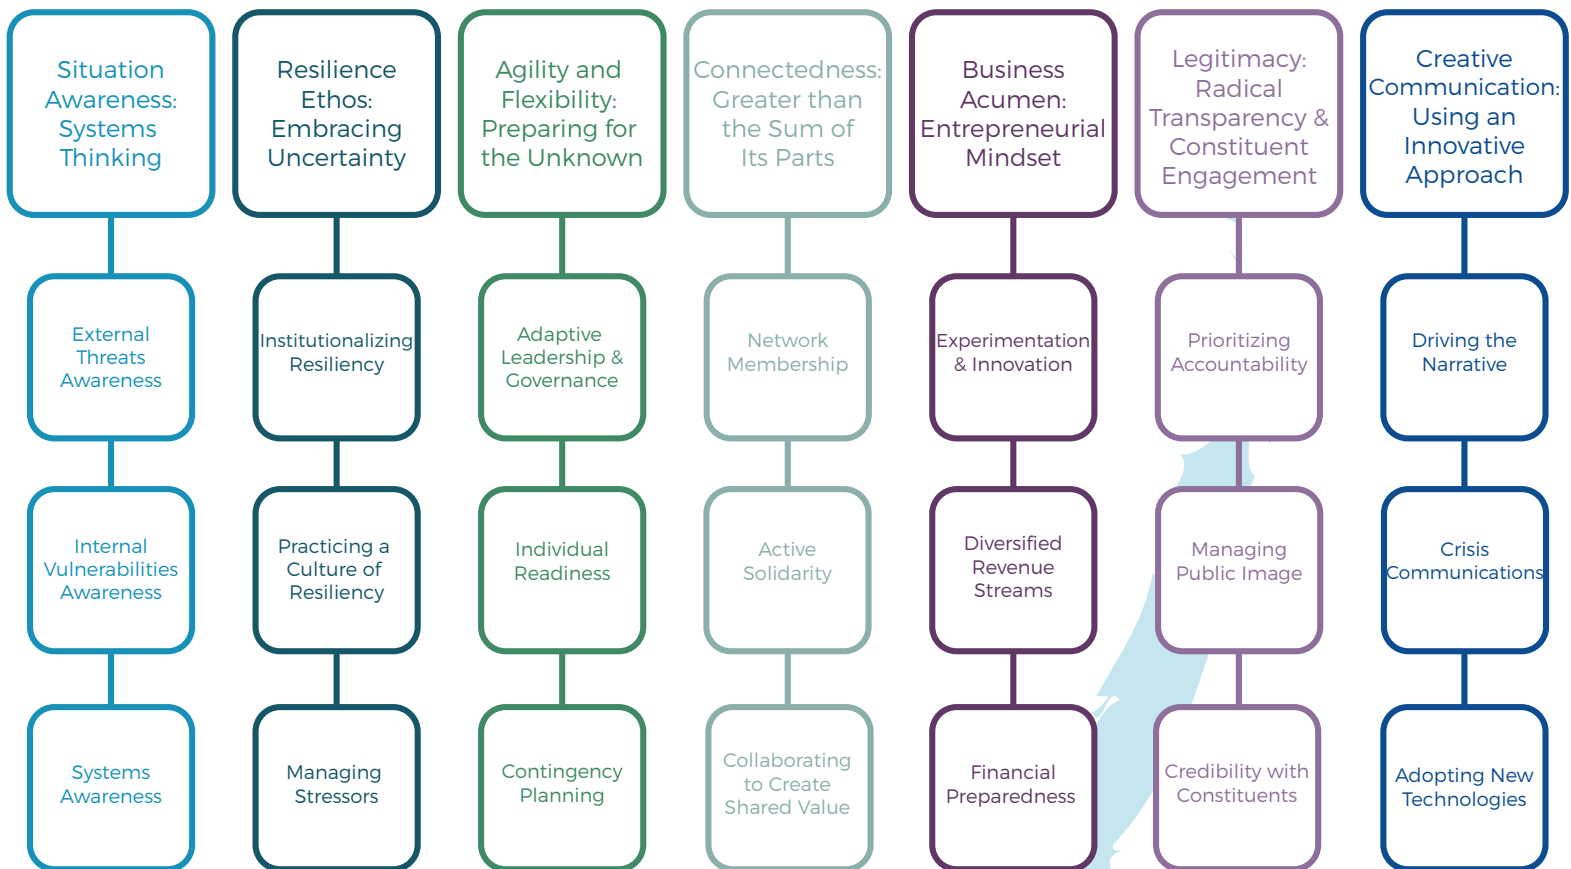 Situation
Awareness:
Systems
Thinking
Resilience
Ethos:
Embracing
Uncertainty
Agility and
Flexibility:
Preparing for
the Unknown
Connectedness:
Greater than
the Sum of
Its Parts
Business
Acumen:
Entrepreneurial
Mindset
Legitimacy:
Radical
Transparency &
Constituent
Engagement
Creative
Communication:
Using an
Innovative
Approach
External
Threats
Awareness
Institutionalizing
Resiliency
Adaptive
Leadership &
Governance
Network
Membership
Experimentation
& Innovation
Prioritizing
Accountability
Driving the
Narrative
Internal
Vulnerabilities
Awareness
Practicing a
Culture of
Resiliency
Individual
Readiness
Active
Solidarity
Diversified
Revenue
Streams
Managing
Public Image
Crisis
Communications
Systems
Awareness
Managing
Stressors
Contingency
Planning
Collaborating
to Create
Shared Value
Financial
Preparedness
Credibility with
Constituents
Adopting New
Technologies